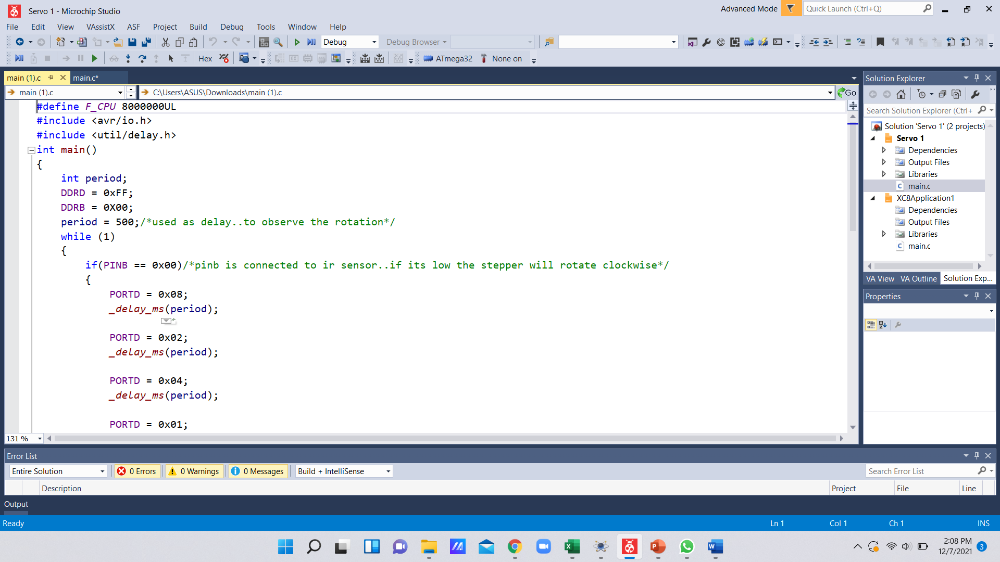 Servo 1 - Microchip Studio
Advanced Mode
Quick Launch (Ctrl+Q)
File Edit View VAssistX ASF Project Build Debug Tools Window Help
Debug Debug Browser
Hex ATmega32 None on
main (1).c main.c*
main (1).c C:\Users\ASUS\Downloads\main (1).c Go
#define F_CPU 8000000UL
#include <avr/io.h>
#include <util/delay.h>
int main()
{
int period;
DDRD = 0xFF;
DDRB = 0X00;
period = 500;/*used as delay..to observe the rotation*/
while (1)
{
if(PINB == 0x00)/*pinb is connected to ir sensor..if its low the stepper will rotate clockwise*/
{
PORTD = 0x08;
_delay_ms(period);
PORTD = 0x02;
_delay_ms(period);
PORTD = 0x04;
_delay_ms(period);
PORTD = 0x01;
131 %
Solution Explorer
Search Solution Explorer (Ctrl+
Solution 'Servo 1' (2 projects)
Servo 1
Dependencies
Output Files
Libraries
main.c
XC8Application1
Dependencies
Output Files
Libraries
main.c
VA View VA Outline Solution Exp...
Properties
Error List
Entire Solution 0 Errors 0 Warnings 0 Messages Build + IntelliSense Search Error List
Description Project File Line
Output
Ready Ln 1 Col 1 Ch 1 INS
2:08 PM
12/7/2021
3